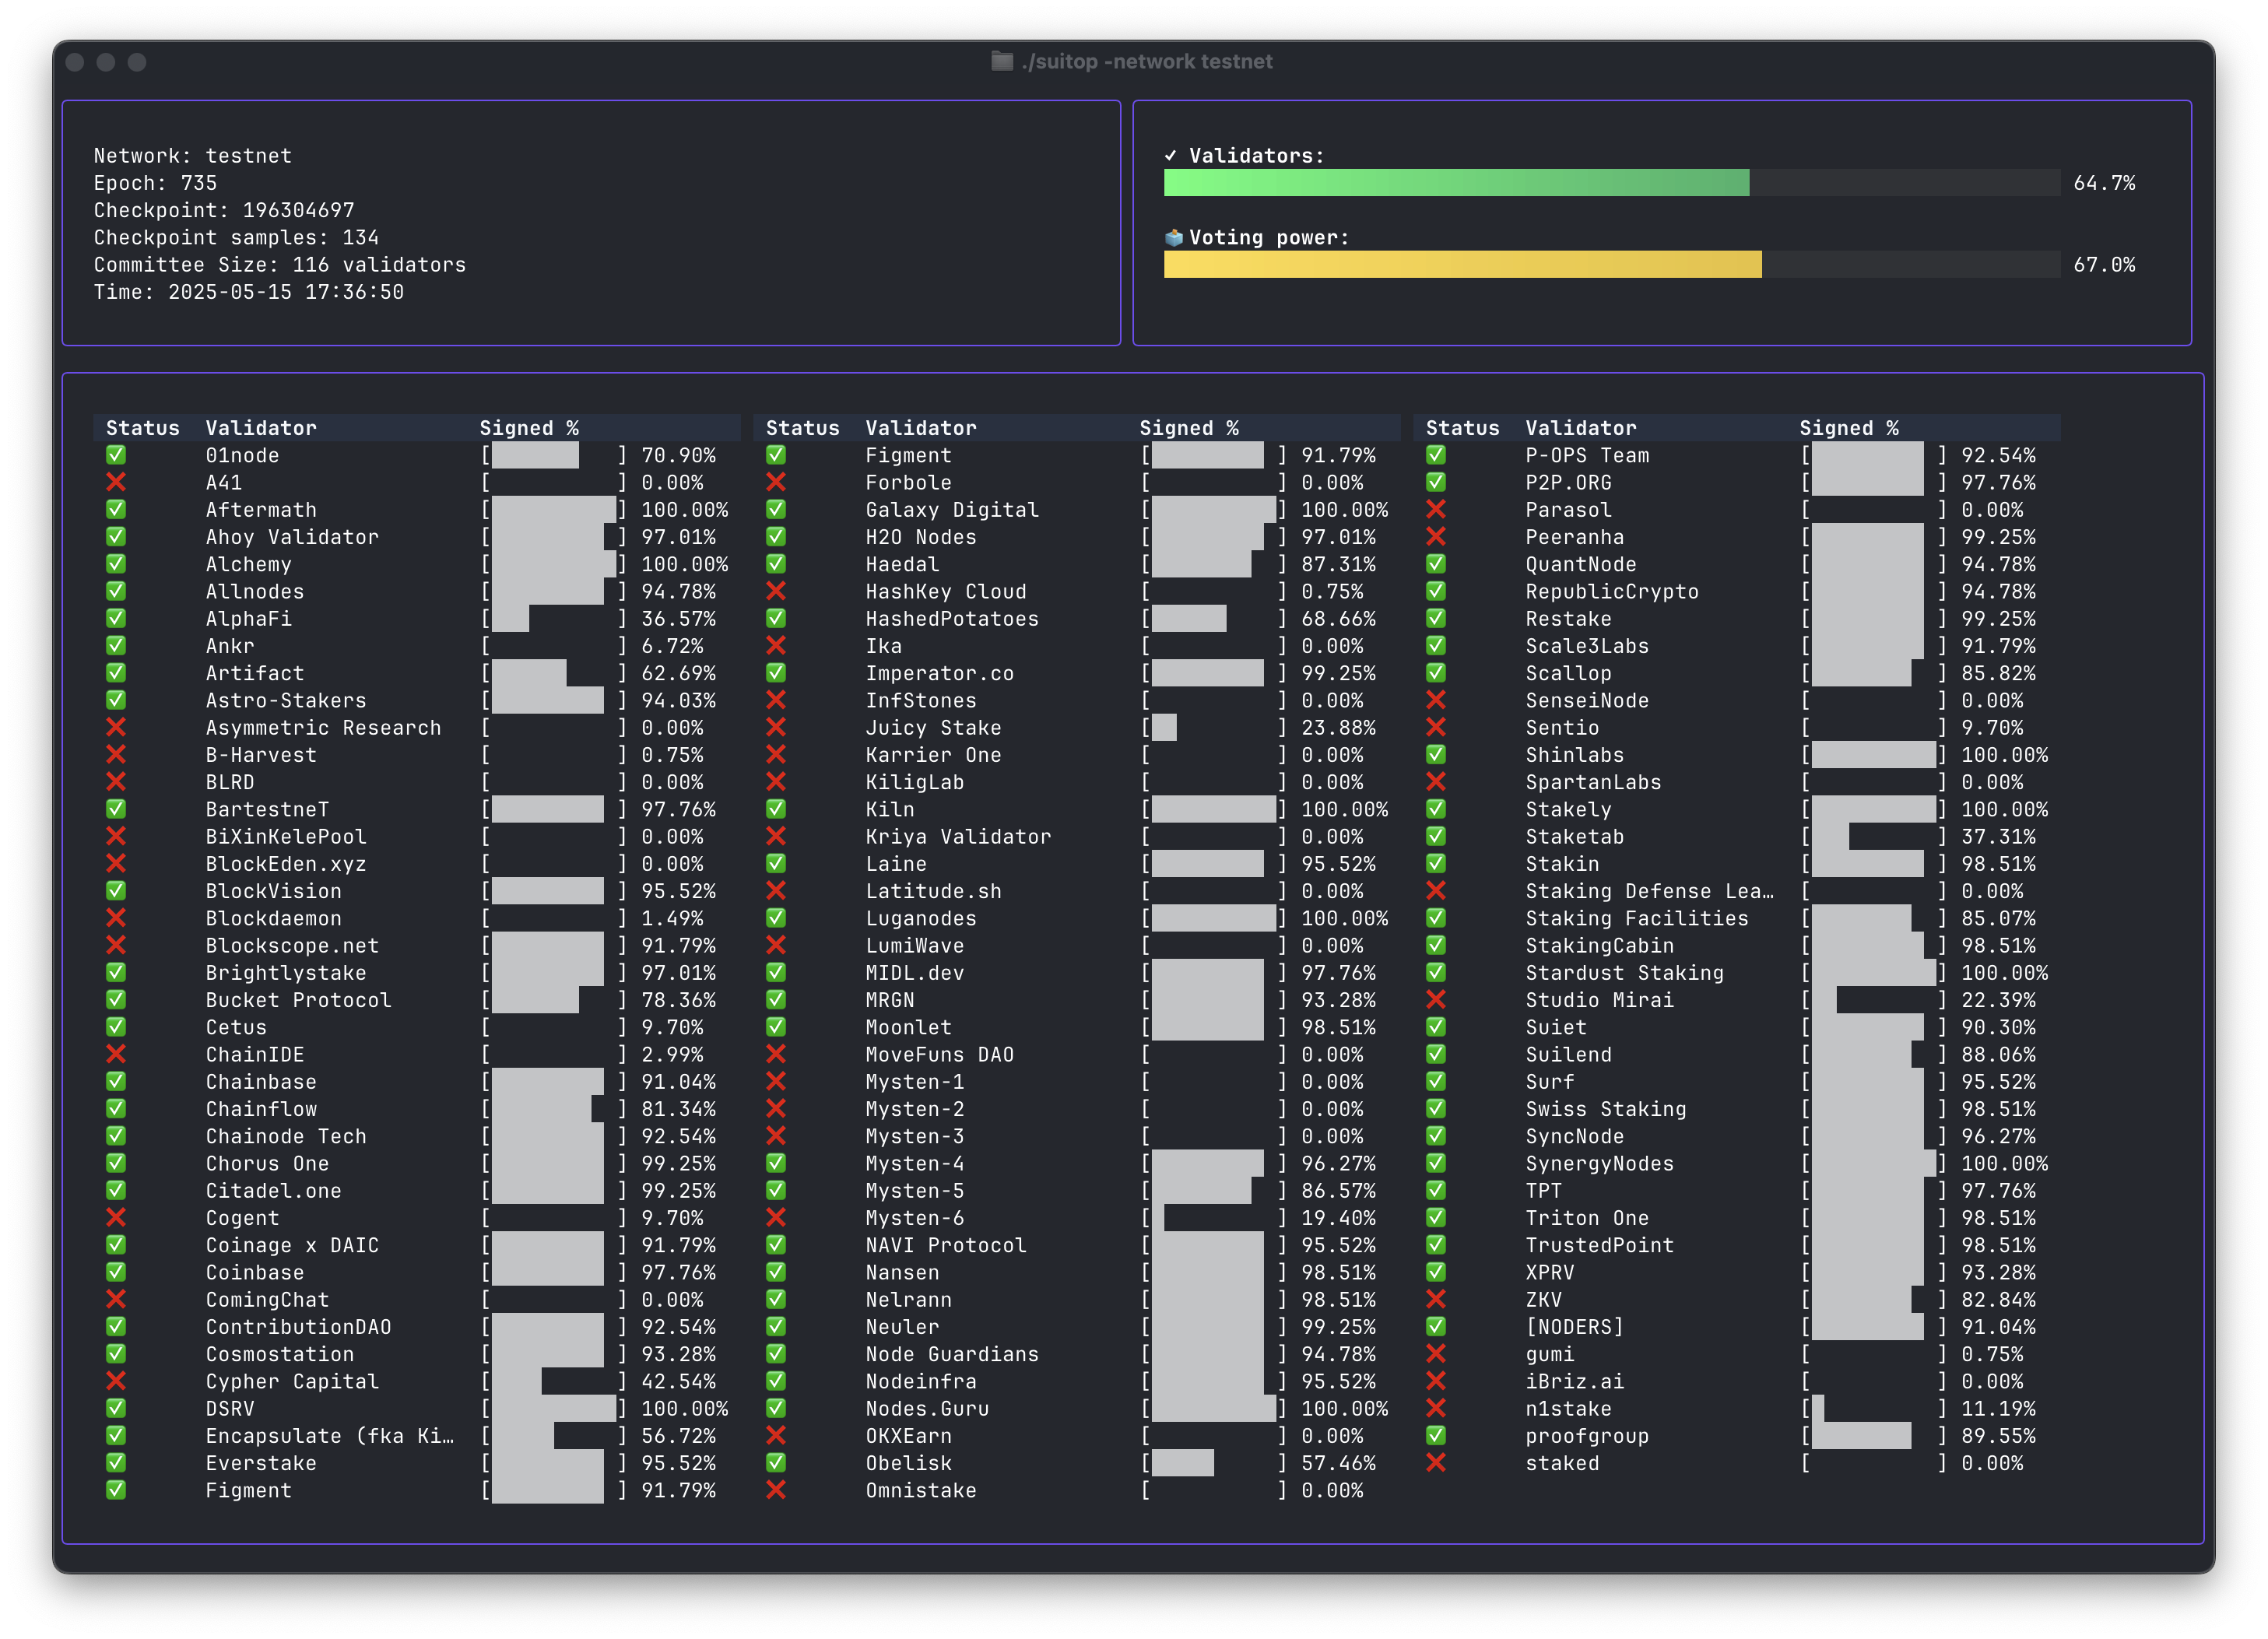 ./suitop -network testnet
Network: testnet
Epoch: 735
Checkpoint: 196304697
Checkpoint samples: 134
Committee Size: 116 validators
Time: 2025-05-15 17:36:50
✓ Validators:
64.7%
Voting power:
67.0%
Status Validator Signed % Status Validator Signed % Status Validator Signed %
✅ 01node [ ] 70.90% ✅ Figment [ ] 91.79% ✅ P-OPS Team [ ] 92.54%
❌ A41 [ ] 0.00% ❌ Forbole [ ] 0.00% ✅ P2P.ORG [ ] 97.76%
✅ Aftermath [ ] 100.00% ✅ Galaxy Digital [ ] 100.00% ❌ Parasol [ ] 0.00%
✅ Ahoy Validator [ ] 97.01% ✅ H2O Nodes [ ] 97.01% ❌ Peeranha [ ] 99.25%
✅ Alchemy [ ] 100.00% ✅ Haedal [ ] 87.31% ✅ QuantNode [ ] 94.78%
✅ Allnodes [ ] 94.78% ❌ HashKey Cloud [ ] 0.75% ✅ RepublicCrypto [ ] 94.78%
✅ AlphaFi [ ] 36.57% ✅ HashedPotatoes [ ] 68.66% ✅ Restake [ ] 99.25%
✅ Ankr [ ] 6.72% ❌ Ika [ ] 0.00% ✅ Scale3Labs [ ] 91.79%
✅ Artifact [ ] 62.69% ✅ Imperator.co [ ] 99.25% ✅ Scallop [ ] 85.82%
✅ Astro-Stakers [ ] 94.03% ❌ InfStones [ ] 0.00% ❌ SenseiNode [ ] 0.00%
❌ Asymmetric Research [ ] 0.00% ❌ Juicy Stake [ ] 23.88% ❌ Sentio [ ] 9.70%
❌ B-Harvest [ ] 0.75% ❌ Karrier One [ ] 0.00% ✅ Shinlabs [ ] 100.00%
❌ BLRD [ ] 0.00% ❌ KiligLab [ ] 0.00% ❌ SpartanLabs [ ] 0.00%
✅ BartestneT [ ] 97.76% ✅ Kiln [ ] 100.00% ✅ Stakely [ ] 100.00%
❌ BiXinKelePool [ ] 0.00% ❌ Kriya Validator [ ] 0.00% ✅ Staketab [ ] 37.31%
❌ BlockEden.xyz [ ] 0.00% ✅ Laine [ ] 95.52% ✅ Stakin [ ] 98.51%
✅ BlockVision [ ] 95.52% ❌ Latitude.sh [ ] 0.00% ❌ Staking Defense Lea… [ ] 0.00%
❌ Blockdaemon [ ] 1.49% ✅ Luganodes [ ] 100.00% ✅ Staking Facilities [ ] 85.07%
❌ Blockscope.net [ ] 91.79% ❌ LumiWave [ ] 0.00% ✅ StakingCabin [ ] 98.51%
✅ Brightlystake [ ] 97.01% ✅ MIDL.dev [ ] 97.76% ✅ Stardust Staking [ ] 100.00%
✅ Bucket Protocol [ ] 78.36% ✅ MRGN [ ] 93.28% ❌ Studio Mirai [ ] 22.39%
✅ Cetus [ ] 9.70% ✅ Moonlet [ ] 98.51% ✅ Suiet [ ] 90.30%
❌ ChainIDE [ ] 2.99% ❌ MoveFuns DAO [ ] 0.00% ✅ Suilend [ ] 88.06%
✅ Chainbase [ ] 91.04% ❌ Mysten-1 [ ] 0.00% ✅ Surf [ ] 95.52%
✅ Chainflow [ ] 81.34% ❌ Mysten-2 [ ] 0.00% ✅ Swiss Staking [ ] 98.51%
✅ Chainode Tech [ ] 92.54% ❌ Mysten-3 [ ] 0.00% ✅ SyncNode [ ] 96.27%
✅ Chorus One [ ] 99.25% ✅ Mysten-4 [ ] 96.27% ✅ SynergyNodes [ ] 100.00%
✅ Citadel.one [ ] 99.25% ✅ Mysten-5 [ ] 86.57% ✅ TPT [ ] 97.76%
❌ Cogent [ ] 9.70% ❌ Mysten-6 [ ] 19.40% ✅ Triton One [ ] 98.51%
✅ Coinage x DAIC [ ] 91.79% ✅ NAVI Protocol [ ] 95.52% ✅ TrustedPoint [ ] 98.51%
✅ Coinbase [ ] 97.76% ✅ Nansen [ ] 98.51% ✅ XPRV [ ] 93.28%
❌ ComingChat [ ] 0.00% ✅ Nelrann [ ] 98.51% ❌ ZKV [ ] 82.84%
✅ ContributionDAO [ ] 92.54% ✅ Neuler [ ] 99.25% ✅ [NODERS] [ ] 91.04%
✅ Cosmostation [ ] 93.28% ✅ Node Guardians [ ] 94.78% ❌ gumi [ ] 0.75%
❌ Cypher Capital [ ] 42.54% ✅ Nodeinfra [ ] 95.52% ❌ iBriz.ai [ ] 0.00%
✅ DSRV [ ] 100.00% ✅ Nodes.Guru [ ] 100.00% ❌ n1stake [ ] 11.19%
✅ Encapsulate (fka Ki… [ ] 56.72% ❌ OKXEarn [ ] 0.00% ✅ proofgroup [ ] 89.55%
✅ Everstake [ ] 95.52% ✅ Obelisk [ ] 57.46% ❌ staked [ ] 0.00%
✅ Figment [ ] 91.79% ❌ Omnistake [ ] 0.00%